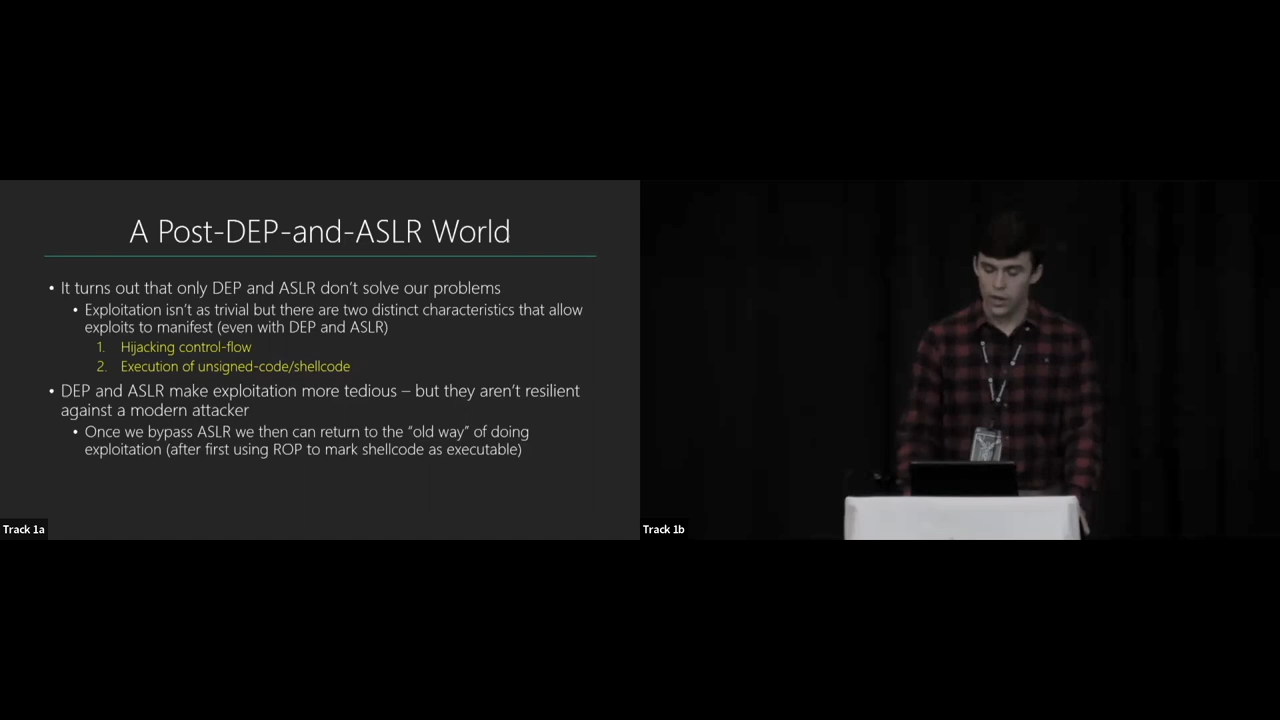 A Post-DEP-and-ASLR World
• It turns out that only DEP and ASLR don't solve our problems
• Exploitation isn't as trivial but there are two distinct characteristics that allow
exploits to manifest (even with DEP and ASLR)
1. Hijacking control-flow
2. Execution of unsigned-code/shellcode
• DEP and ASLR make exploitation more tedious – but they aren't resilient
against a modern attacker
• Once we bypass ASLR we then can return to the “old way” of doing
exploitation (after first using ROP to mark shellcode as executable)
Track 1a
Track 1b